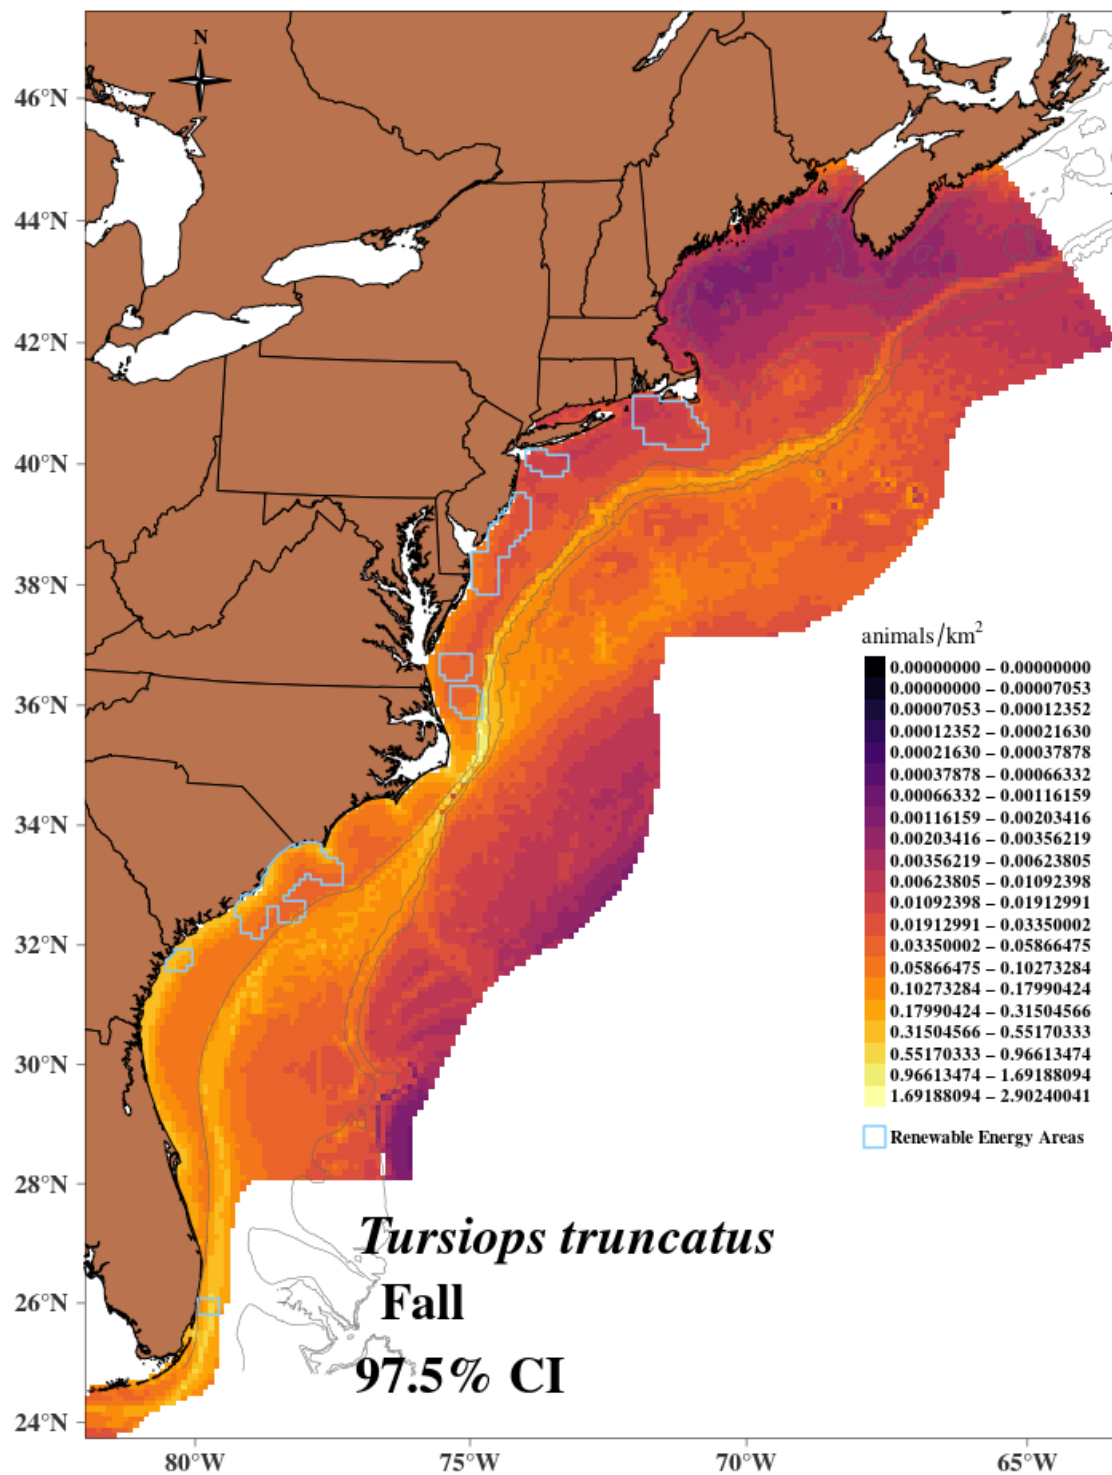 N
46°N
44°N
42°N
40°N
38°N
36°N
34°N
32°N
30°N
28°N
26°N
24°N
animals/km²
0.00000000 – 0.00000000
0.00000000 – 0.00007053
0.00007053 – 0.00012352
0.00012352 – 0.00021630
0.00021630 – 0.00037878
0.00037878 – 0.00066332
0.00066332 – 0.00116159
0.00116159 – 0.00203416
0.00203416 – 0.00356219
0.00356219 – 0.00623805
0.00623805 – 0.01092398
0.01092398 – 0.01912991
0.01912991 – 0.03350002
0.03350002 – 0.05866475
0.05866475 – 0.10273284
0.10273284 – 0.17990424
0.17990424 – 0.31504566
0.31504566 – 0.55170333
0.55170333 – 0.96613474
0.96613474 – 1.69188094
1.69188094 – 2.90240041
Renewable Energy Areas
Tursiops truncatus
Fall
97.5% CI
80°W
75°W
70°W
65°W